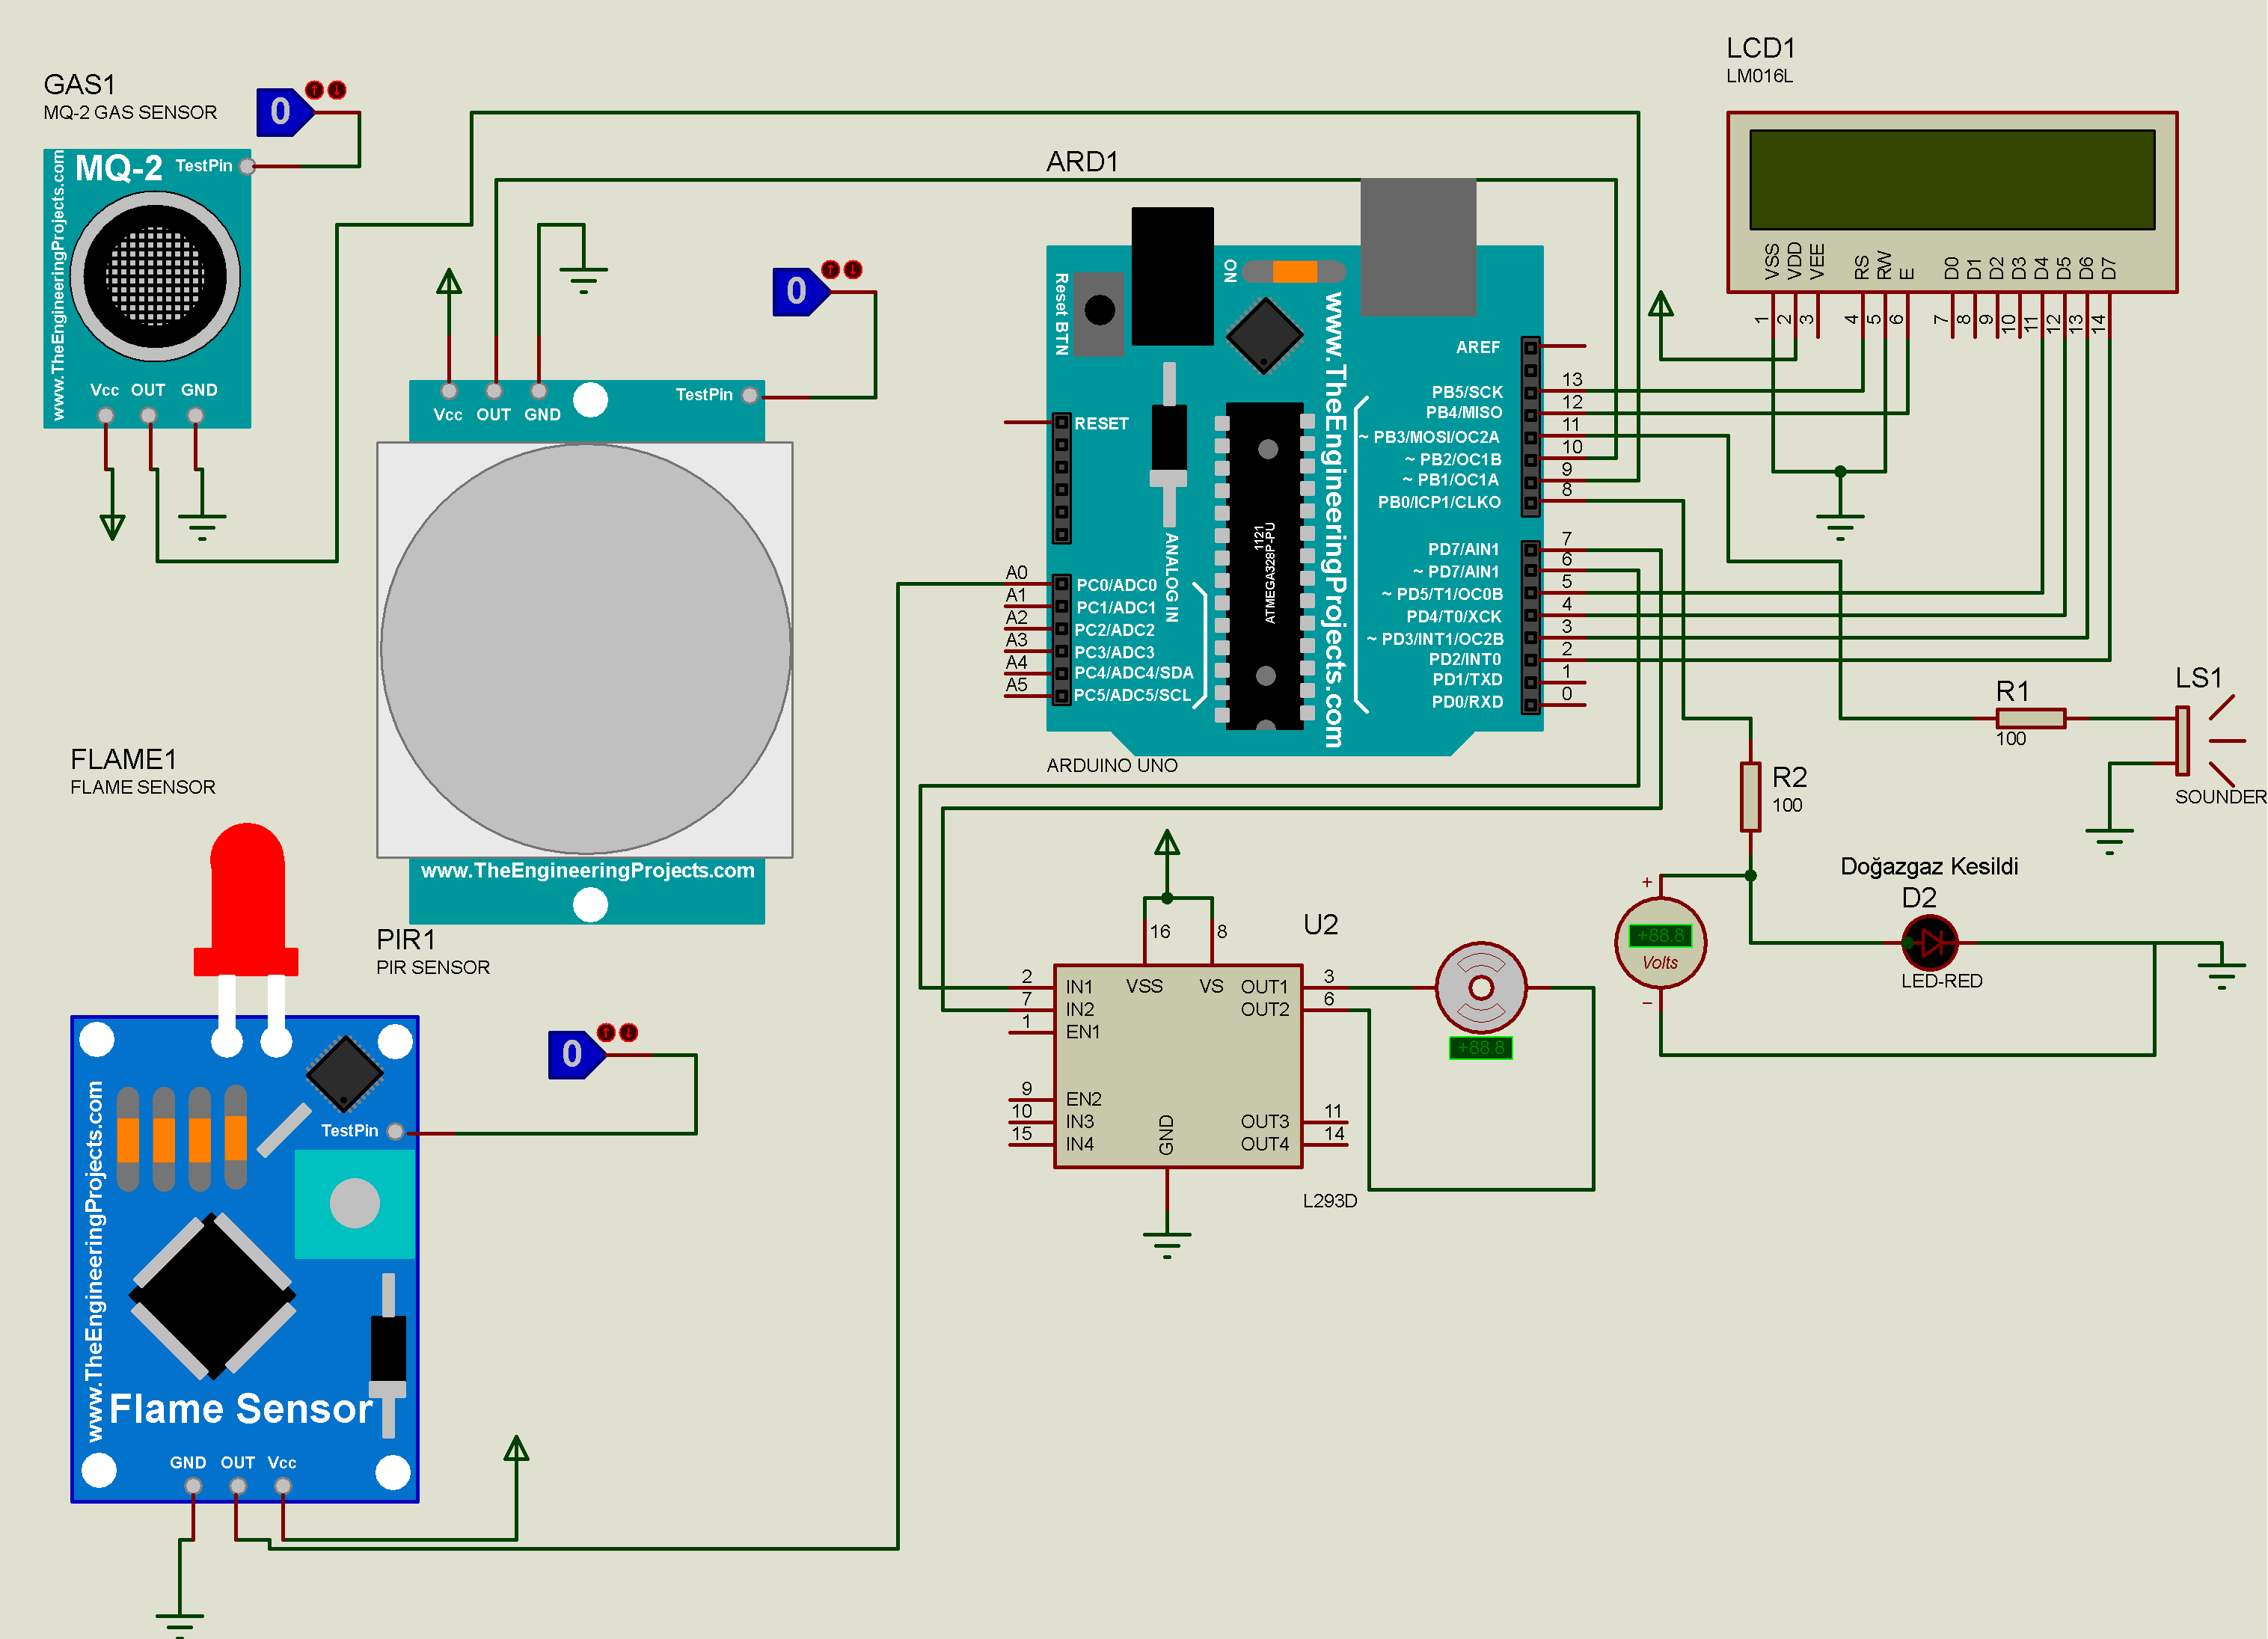 GAS1
MQ-2 GAS SENSOR
0
MQ-2
TestPin
www.TheEngineeringProjects.com
Vcc OUT GND
Vcc OUT GND
TestPin
0
www.TheEngineeringProjects.com
PIR1
PIR SENSOR
FLAME1
FLAME SENSOR
0
TestPin
www.TheEngineeringProjects.com
Flame Sensor
GND OUT Vcc
ARD1
Reset BTN
ON
www.TheEngineeringProjects.com
RESET
ANALOG IN
1121
ATMEGA328P-PU
A0 PC0/ADC0
A1 PC1/ADC1
A2 PC2/ADC2
A3 PC3/ADC3
A4 PC4/ADC4/SDA
A5 PC5/ADC5/SCL
AREF
PB5/SCK 13
PB4/MISO 12
~ PB3/MOSI/OC2A 11
~ PB2/OC1B 10
~ PB1/OC1A 9
PB0/ICP1/CLKO 8
PD7/AIN1 7
~ PD7/AIN1 6
~ PD5/T1/OC0B 5
PD4/T0/XCK 4
~ PD3/INT1/OC2B 3
PD2/INT0 2
PD1/TXD 1
PD0/RXD 0
ARDUINO UNO
LCD1
LM016L
VSS VDD VEE RS RW E D0 D1 D2 D3 D4 D5 D6 D7
1 2 3 4 5 6 7 8 9 10 11 12 13 14
R1
100
LS1
SOUNDER
R2
100
Doğazgaz Kesildi
D2
LED-RED
+
+88.8
Volts
−
U2
16 8
VSS VS
2 IN1 OUT1 3
7 IN2 OUT2 6
1 EN1
9 EN2
10 IN3 OUT3 11
15 IN4 OUT4 14
GND
L293D
+88.8